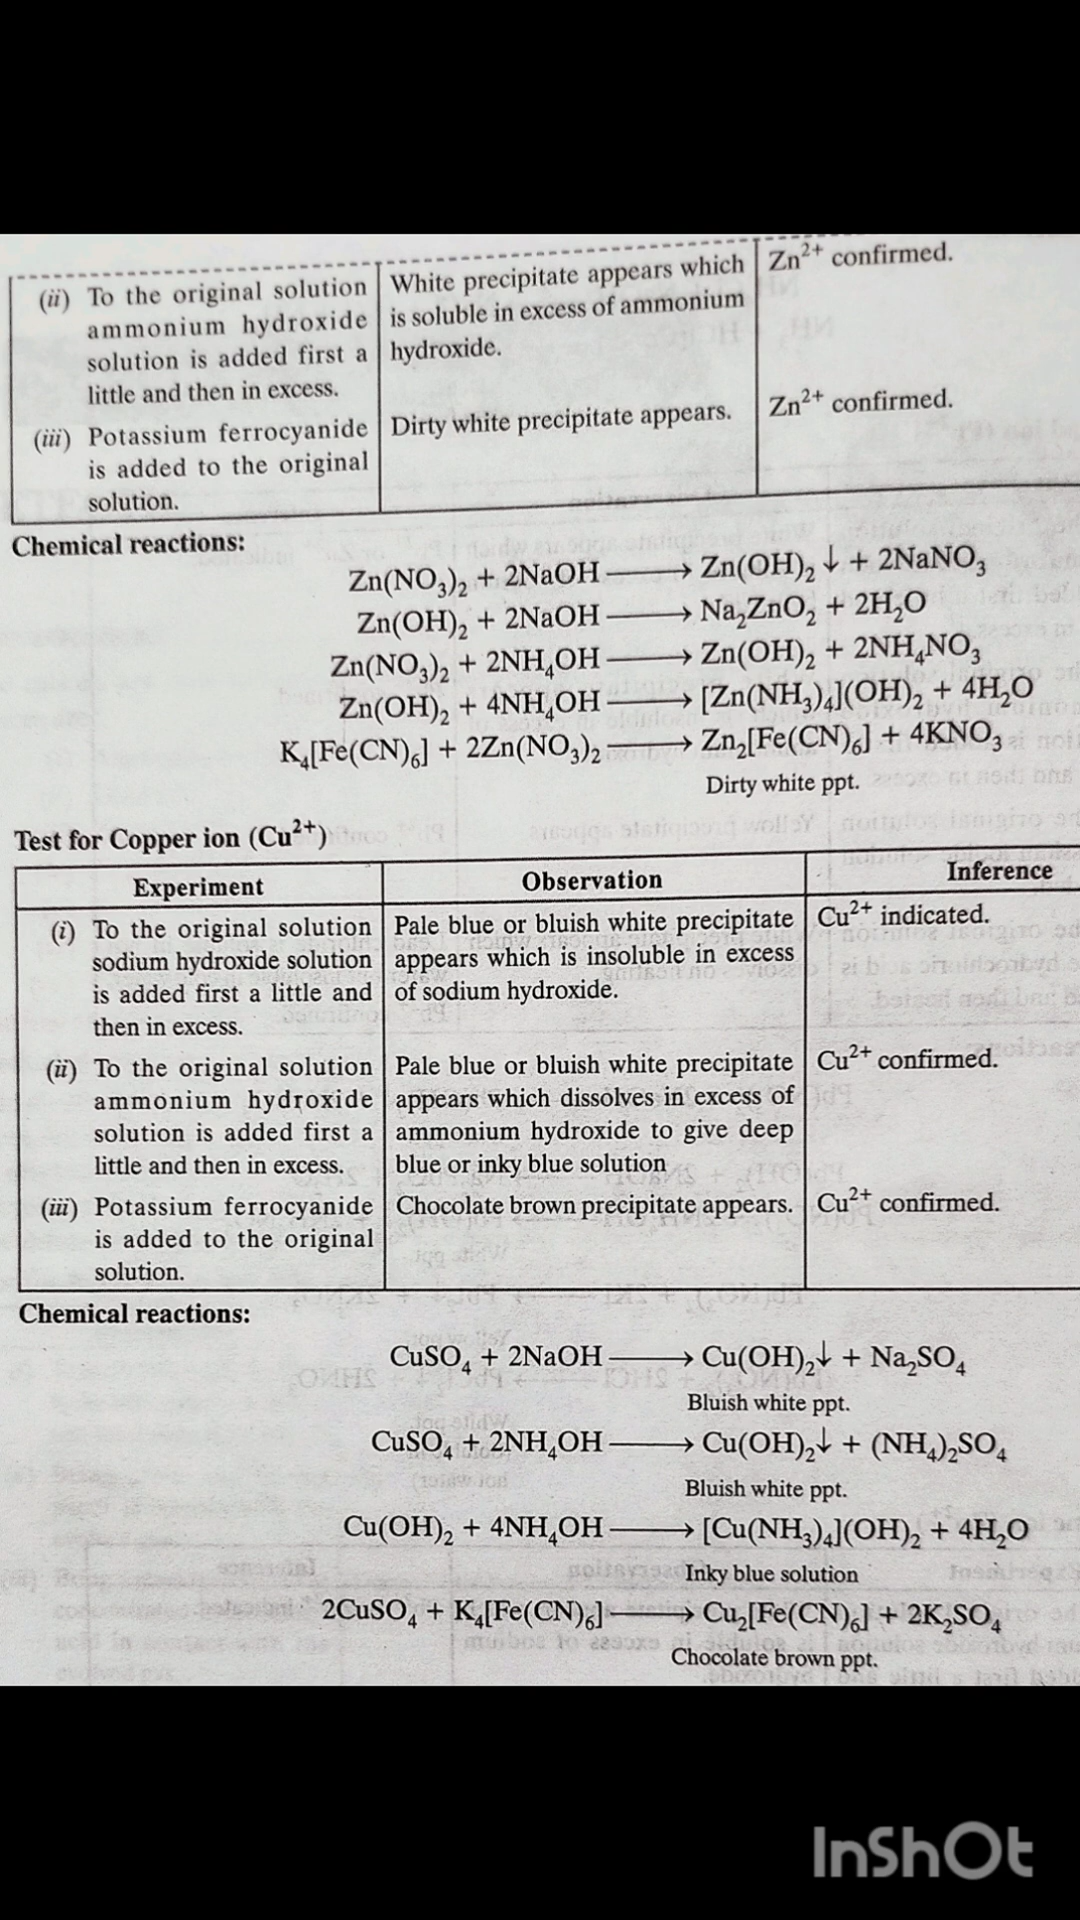 (ii) To the original solution
ammonium hydroxide
solution is added first a
little and then in excess.
White precipitate appears which
is soluble in excess of ammonium
hydroxide.
Zn²⁺ confirmed.
(iii) Potassium ferrocyanide
is added to the original
solution.
Dirty white precipitate appears.
Zn²⁺ confirmed.
Chemical reactions:
Zn(NO₃)₂ + 2NaOH ⟶ Zn(OH)₂ ↓ + 2NaNO₃
Zn(OH)₂ + 2NaOH ⟶ Na₂ZnO₂ + 2H₂O
Zn(NO₃)₂ + 2NH₄OH ⟶ Zn(OH)₂ + 2NH₄NO₃
Zn(OH)₂ + 4NH₄OH ⟶ [Zn(NH₃)₄](OH)₂ + 4H₂O
K₄[Fe(CN)₆] + 2Zn(NO₃)₂ ⟶ Zn₂[Fe(CN)₆] + 4KNO₃
Dirty white ppt.
Test for Copper ion (Cu²⁺)
Experiment
Observation
Inference
(i) To the original solution
sodium hydroxide solution
is added first a little and
then in excess.
Pale blue or bluish white precipitate
appears which is insoluble in excess
of sodium hydroxide.
Cu²⁺ indicated.
(ii) To the original solution
ammonium hydroxide
solution is added first a
little and then in excess.
Pale blue or bluish white precipitate
appears which dissolves in excess of
ammonium hydroxide to give deep
blue or inky blue solution
Cu²⁺ confirmed.
(iii) Potassium ferrocyanide
is added to the original
solution.
Chocolate brown precipitate appears.
Cu²⁺ confirmed.
Chemical reactions:
CuSO₄ + 2NaOH ⟶ Cu(OH)₂↓ + Na₂SO₄
Bluish white ppt.
CuSO₄ + 2NH₄OH ⟶ Cu(OH)₂↓ + (NH₄)₂SO₄
Bluish white ppt.
Cu(OH)₂ + 4NH₄OH ⟶ [Cu(NH₃)₄](OH)₂ + 4H₂O
Inky blue solution
2CuSO₄ + K₄[Fe(CN)₆] ⟶ Cu₂[Fe(CN)₆] + 2K₂SO₄
Chocolate brown ppt.
InShOt